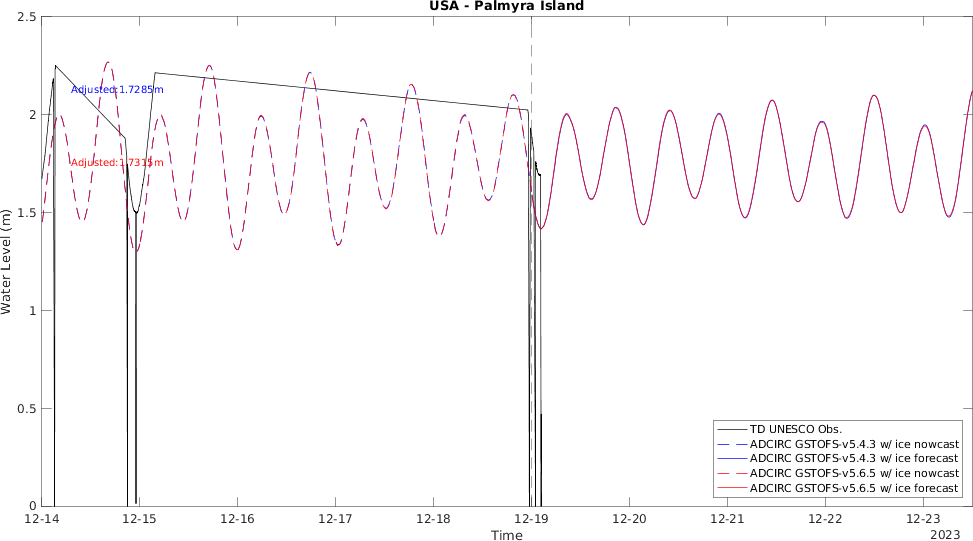 USA - Palmyra Island
2.5
2
1.5
1
0.5
0
Water Level (m)
Adjusted:1.7285m
Adjusted:1.7315m
TD UNESCO Obs.
ADCIRC GSTOFS-v5.4.3 w/ ice nowcast
ADCIRC GSTOFS-v5.4.3 w/ ice forecast
ADCIRC GSTOFS-v5.6.5 w/ ice nowcast
ADCIRC GSTOFS-v5.6.5 w/ ice forecast
12-14 12-15 12-16 12-17 12-18 12-19 12-20 12-21 12-22 12-23
Time
2023